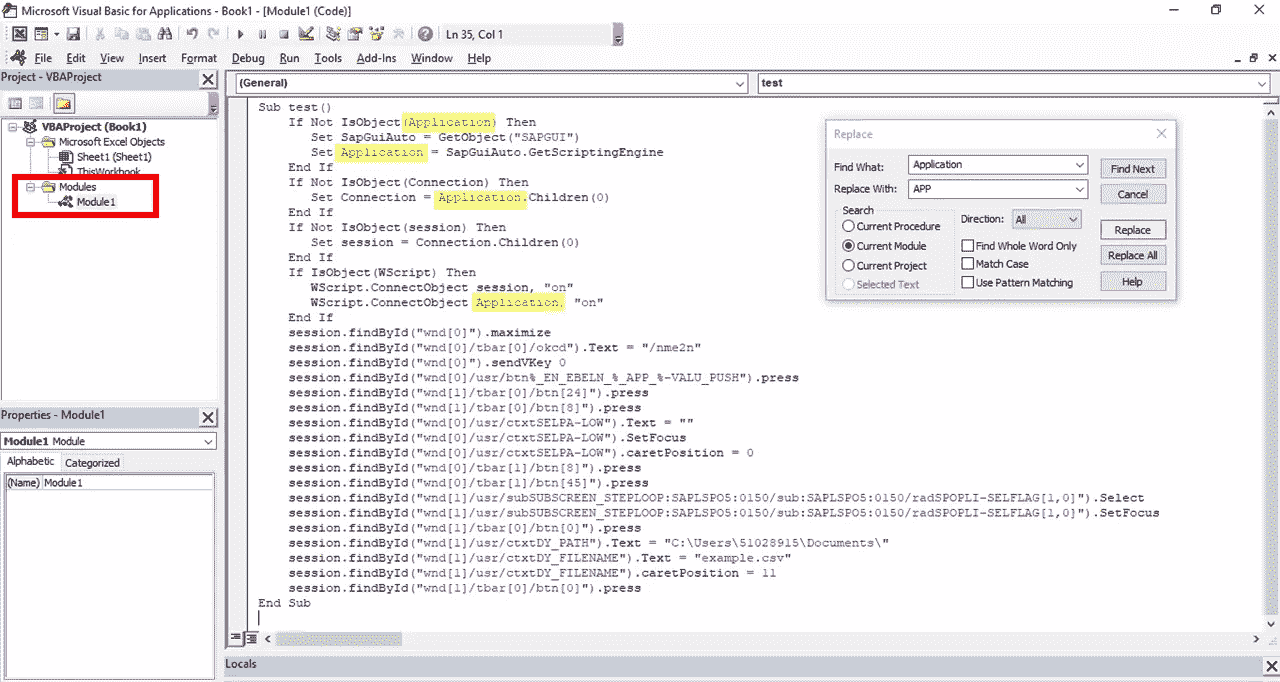 Microsoft Visual Basic for Applications - Book1 - [Module1 (Code)]
Ln 35, Col 1
File Edit View Insert Format Debug Run Tools Add-Ins Window Help
Project - VBAProject
VBAProject (Book1)
Microsoft Excel Objects
Sheet1 (Sheet1)
ThisWorkbook
Modules
Module1
Properties - Module1
Module1 Module
Alphabetic Categorized
(Name) Module1
(General) test
Sub test()
If Not IsObject(Application) Then
Set SapGuiAuto = GetObject("SAPGUI")
Set Application = SapGuiAuto.GetScriptingEngine
End If
If Not IsObject(Connection) Then
Set Connection = Application.Children(0)
End If
If Not IsObject(session) Then
Set session = Connection.Children(0)
End If
If IsObject(WScript) Then
WScript.ConnectObject session, "on"
WScript.ConnectObject Application, "on"
End If
session.findById("wnd[0]").maximize
session.findById("wnd[0]/tbar[0]/okcd").Text = "/nme2n"
session.findById("wnd[0]").sendVKey 0
session.findById("wnd[0]/usr/btn%_EN_EBELN_%_APP_%-VALU_PUSH").press
session.findById("wnd[1]/tbar[0]/btn[24]").press
session.findById("wnd[1]/tbar[0]/btn[8]").press
session.findById("wnd[0]/usr/ctxtSELPA-LOW").Text = ""
session.findById("wnd[0]/usr/ctxtSELPA-LOW").SetFocus
session.findById("wnd[0]/usr/ctxtSELPA-LOW").caretPosition = 0
session.findById("wnd[0]/tbar[1]/btn[8]").press
session.findById("wnd[0]/tbar[1]/btn[45]").press
session.findById("wnd[1]/usr/subSUBSCREEN_STEPLOOP:SAPLSPO5:0150/sub:SAPLSPO5:0150/radSPOPLI-SELFLAG[1,0]").Select
session.findById("wnd[1]/usr/subSUBSCREEN_STEPLOOP:SAPLSPO5:0150/sub:SAPLSPO5:0150/radSPOPLI-SELFLAG[1,0]").SetFocus
session.findById("wnd[1]/tbar[0]/btn[0]").press
session.findById("wnd[1]/usr/ctxtDY_PATH").Text = "C:\Users\51028915\Documents\"
session.findById("wnd[1]/usr/ctxtDY_FILENAME").Text = "example.csv"
session.findById("wnd[1]/usr/ctxtDY_FILENAME").caretPosition = 11
session.findById("wnd[1]/tbar[0]/btn[0]").press
End Sub
Replace
Find What: Application Find Next
Replace With: APP Cancel
Search
Direction: All
Current Procedure
Current Module
Current Project
Selected Text
Find Whole Word Only
Match Case
Use Pattern Matching
Replace
Replace All
Help
Locals